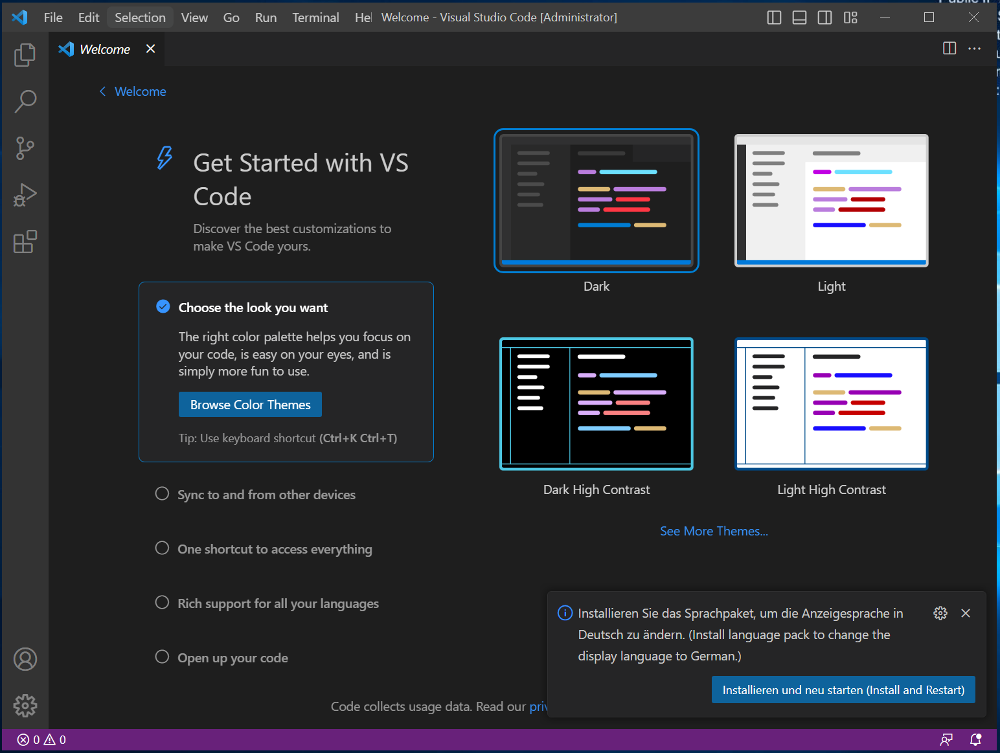 File Edit Selection View Go Run Terminal Hel Welcome - Visual Studio Code [Administrator]
Welcome
Welcome
Get Started with VS
Code
Discover the best customizations to
make VS Code yours.
Choose the look you want
The right color palette helps you focus on
your code, is easy on your eyes, and is
simply more fun to use.
Browse Color Themes
Tip: Use keyboard shortcut (Ctrl+K Ctrl+T)
Sync to and from other devices
One shortcut to access everything
Rich support for all your languages
Open up your code
Dark
Light
Dark High Contrast
Light High Contrast
See More Themes...
Installieren Sie das Sprachpaket, um die Anzeigesprache in
Deutsch zu ändern. (Install language pack to change the
display language to German.)
Installieren und neu starten (Install and Restart)
Code collects usage data. Read our priv
0 0